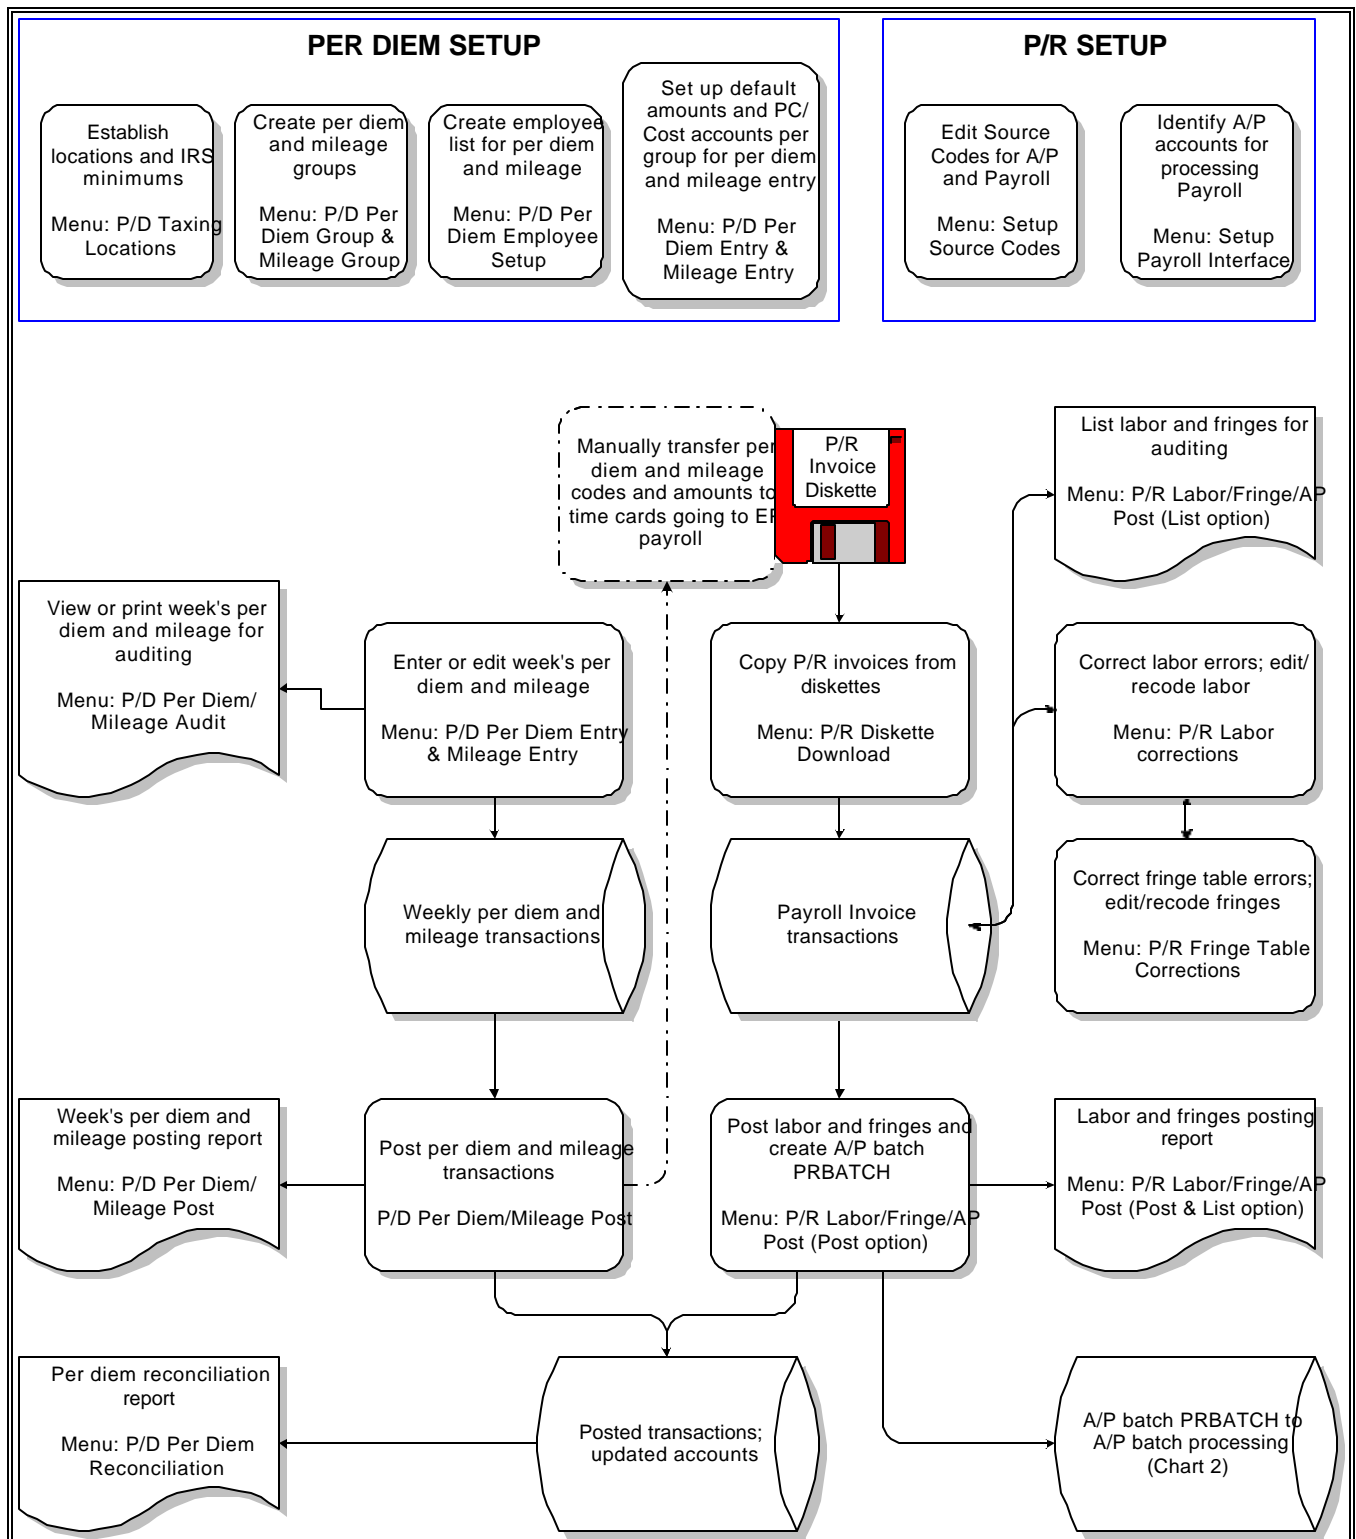 PER DIEM SETUP
Establish
locations and IRS
minimums
Menu: P/D Taxing
Locations
Create per diem
and mileage
groups
Menu: P/D Per
Diem Group &
Mileage Group
Create employee
list for per diem
and mileage
Menu: P/D Per
Diem Employee
Setup
Set up default
amounts and PC/
Cost accounts per
group for per diem
and mileage entry
Menu: P/D Per
Diem Entry &
Mileage Entry
P/R SETUP
Edit Source
Codes for A/P
and Payroll
Menu: Setup
Source Codes
Identify A/P
accounts for
processing
Payroll
Menu: Setup
Payroll Interface
Manually transfer per
diem and mileage
codes and amounts to
time cards going to EP
payroll
P/R
Invoice
Diskette
List labor and fringes for
auditing
Menu: P/R Labor/Fringe/AP
Post (List option)
View or print week's per
diem and mileage for
auditing
Menu: P/D Per Diem/
Mileage Audit
Enter or edit week's per
diem and mileage
Menu: P/D Per Diem Entry
& Mileage Entry
Copy P/R invoices from
diskettes
Menu: P/R Diskette
Download
Correct labor errors; edit/
recode labor
Menu: P/R Labor
corrections
Weekly per diem and
mileage transactions
Payroll Invoice
transactions
Correct fringe table errors;
edit/recode fringes
Menu: P/R Fringe Table
Corrections
Week's per diem and
mileage posting report
Menu: P/D Per Diem/
Mileage Post
Post per diem and mileage
transactions
P/D Per Diem/Mileage Post
Post labor and fringes and
create A/P batch
PRBATCH
Menu: P/R Labor/Fringe/AP
Post (Post option)
Labor and fringes posting
report
Menu: P/R Labor/Fringe/AP
Post (Post & List option)
Per diem reconciliation
report
Menu: P/D Per Diem
Reconciliation
Posted transactions;
updated accounts
A/P batch PRBATCH to
A/P batch processing
(Chart 2)